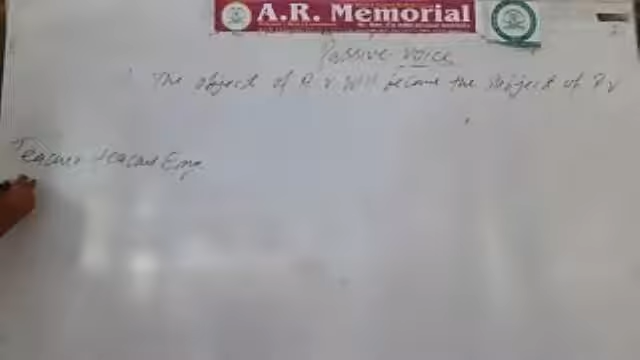 A.R. Memorial
Passive voice
The object of A.V. Will become the subject of P.V
Teacher teaches Eng